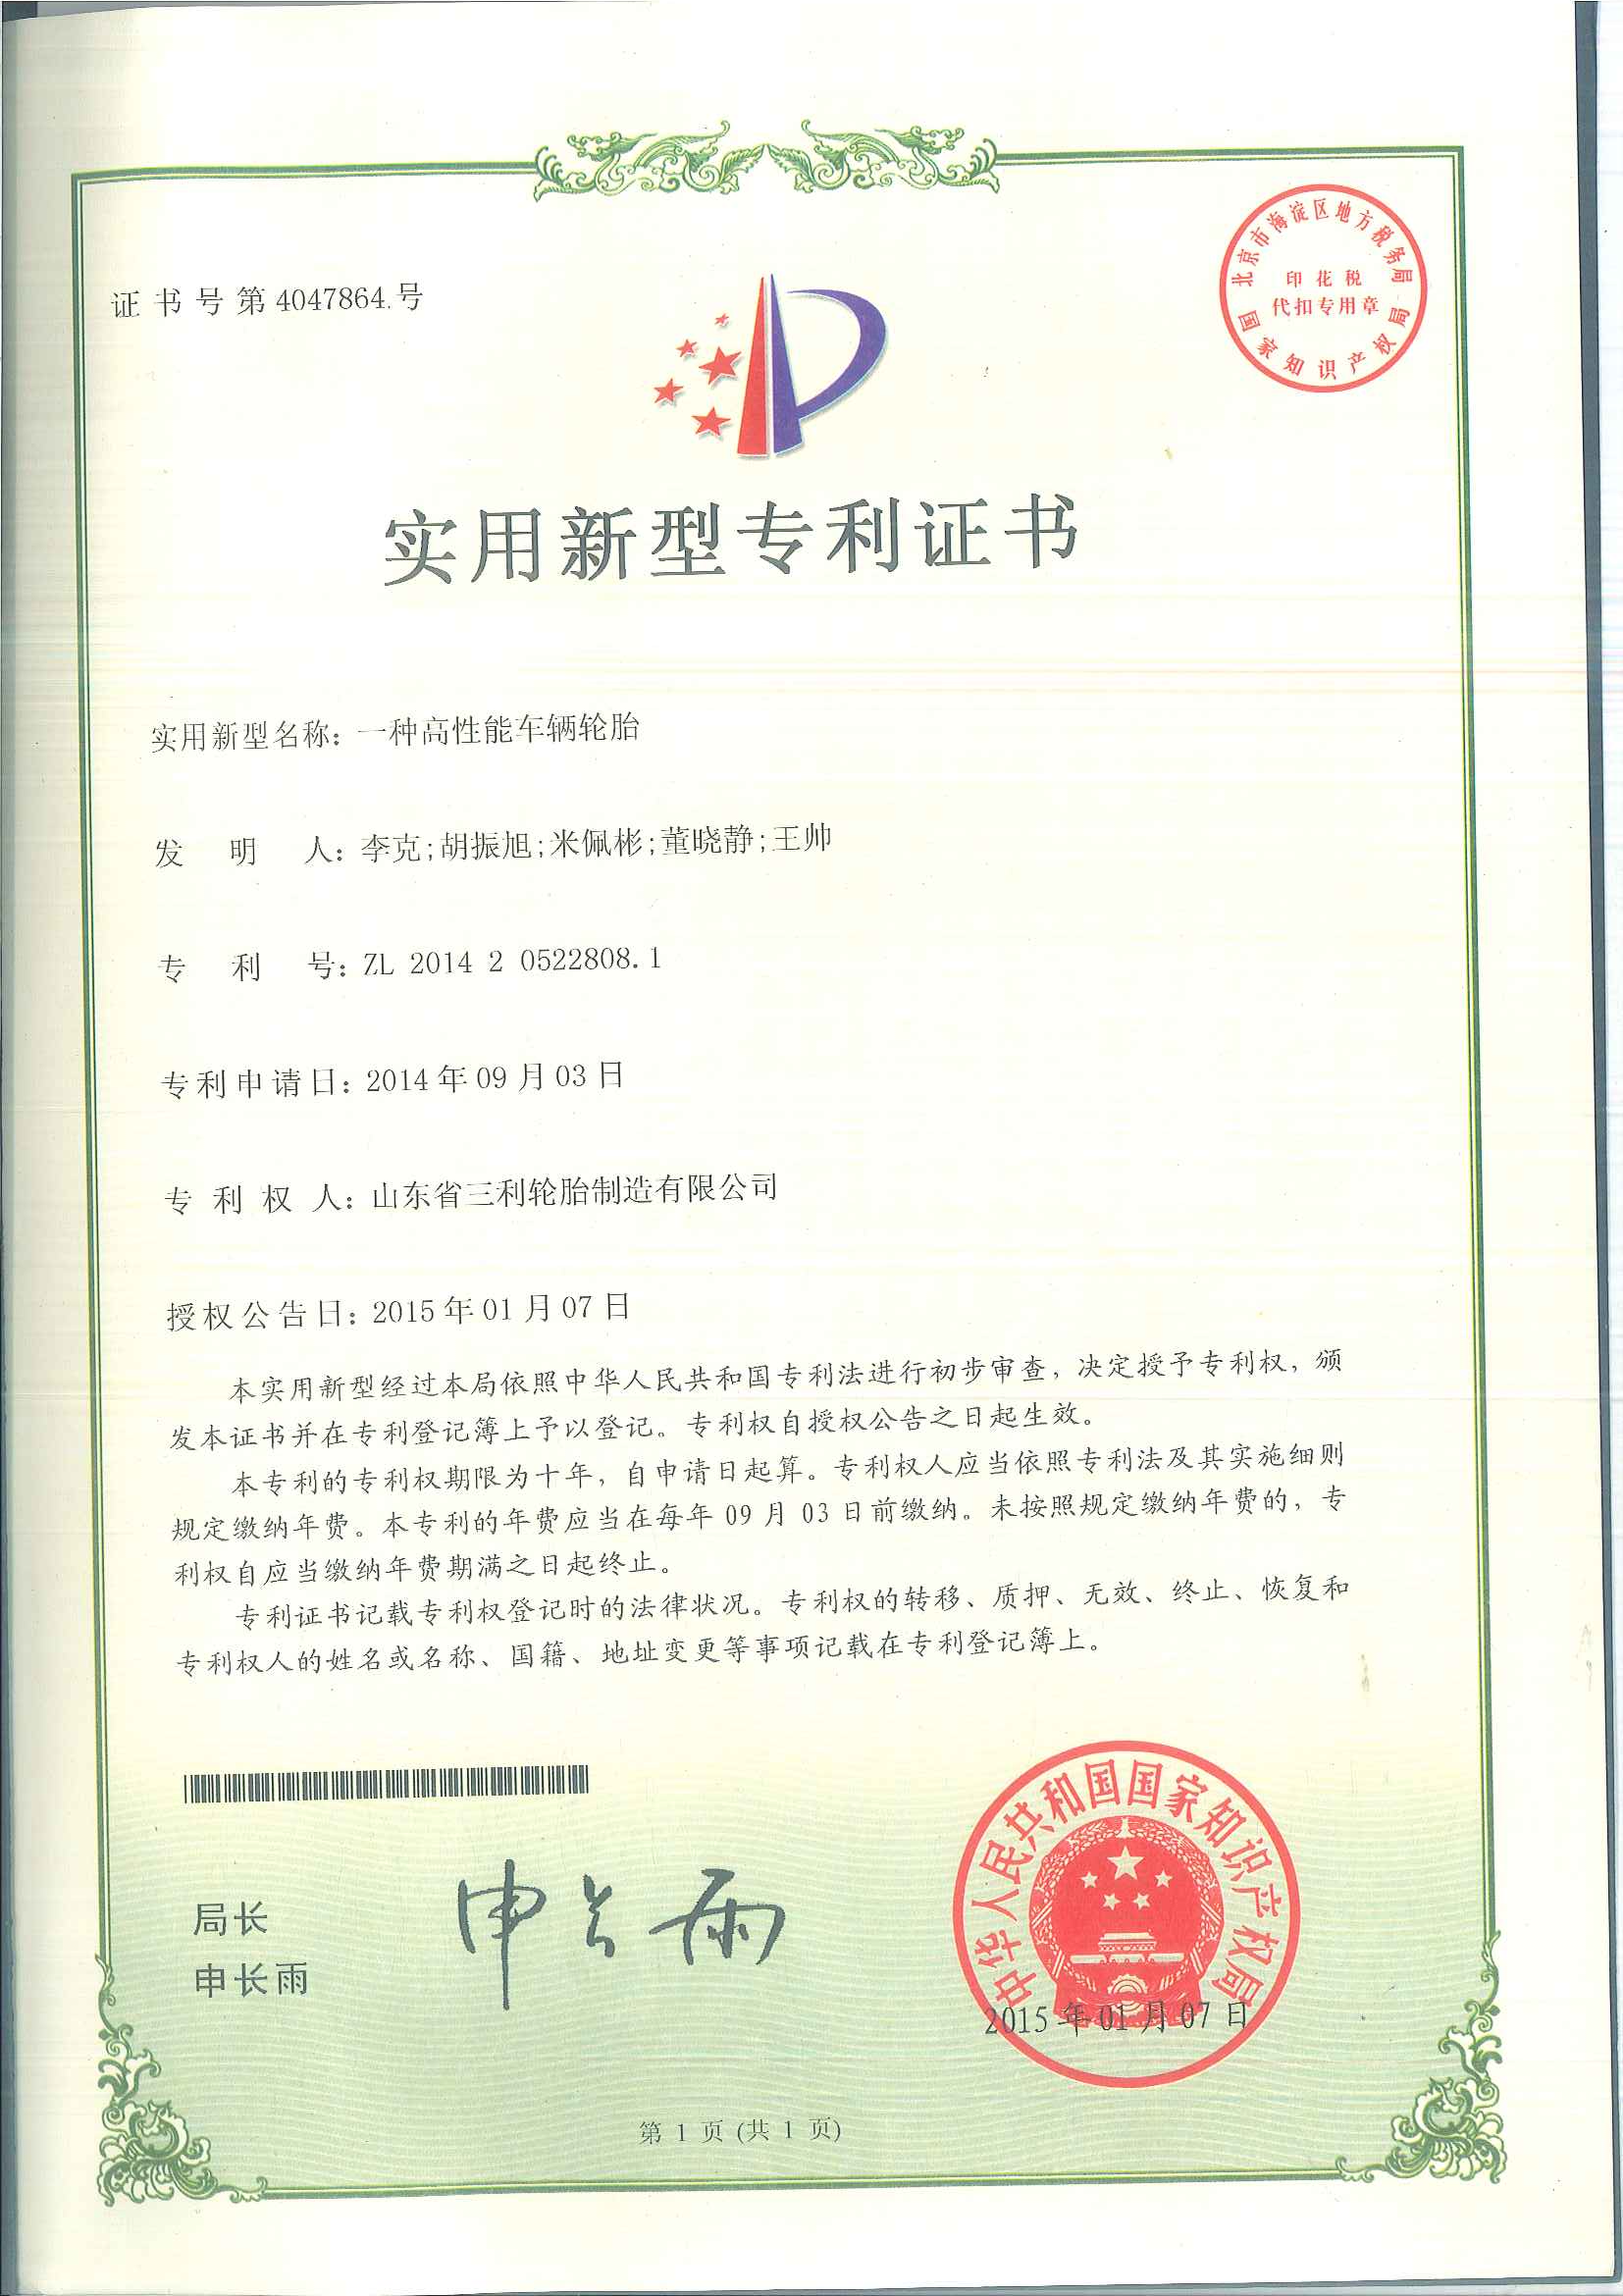 证书号第4047864号
北京市海淀区地方税务局
印花税
代扣专用章
国家知识产权局
实用新型专利证书
实用新型名称：一种高性能车辆轮胎
发明人：李克;胡振旭;米佩彬;董晓静;王帅
专利号：ZL 2014 2 0522808.1
专利申请日：2014年09月03日
专利权人：山东省三利轮胎制造有限公司
授权公告日：2015年01月07日
本实用新型经过本局依照中华人民共和国专利法进行初步审查，决定授予专利权，颁
发本证书并在专利登记簿上予以登记。专利权自授权公告之日起生效。
本专利的专利权期限为十年，自申请日起算。专利权人应当依照专利法及其实施细则
规定缴纳年费。本专利的年费应当在每年09月03日前缴纳。未按照规定缴纳年费的，专
利权自应当缴纳年费期满之日起终止。
专利证书记载专利权登记时的法律状况。专利权的转移、质押、无效、终止、恢复和
专利权人的姓名或名称、国籍、地址变更等事项记载在专利登记簿上。
局长
申长雨
申长雨
中华人民共和国国家知识产权局
2015年01月07日
第 1 页 (共 1 页)